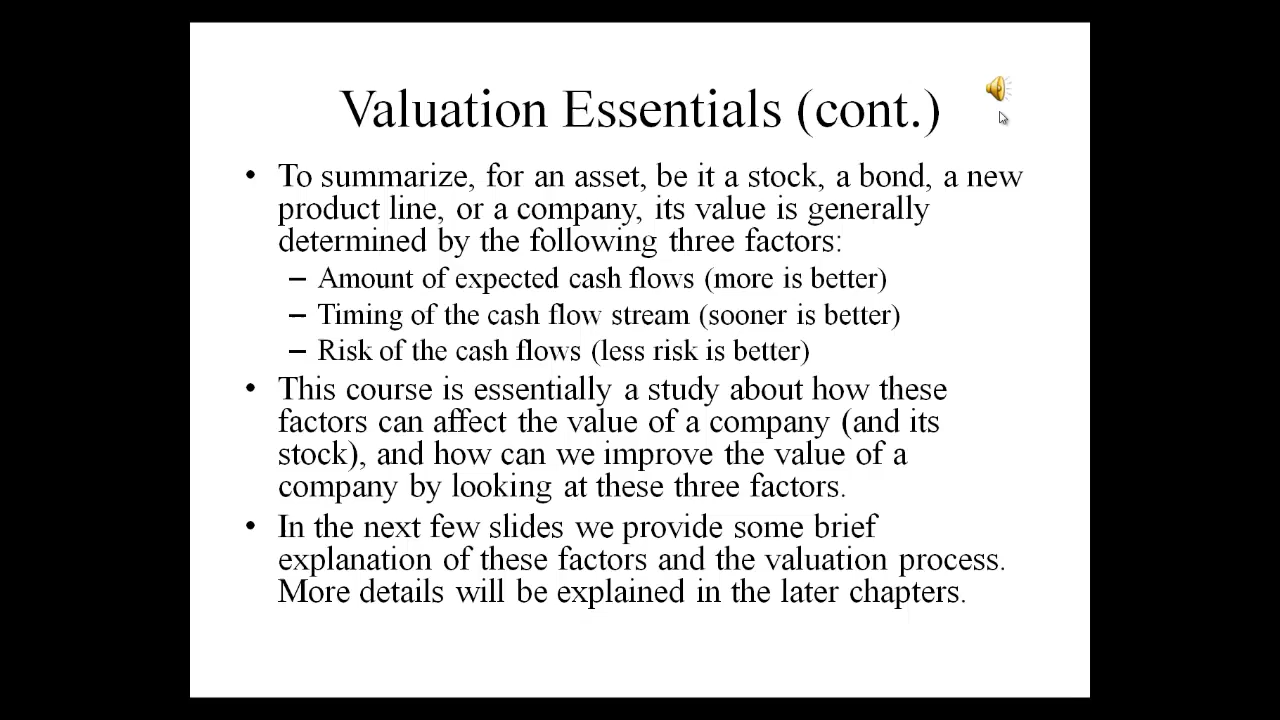 Valuation Essentials (cont.)
• To summarize, for an asset, be it a stock, a bond, a new
product line, or a company, its value is generally
determined by the following three factors:
– Amount of expected cash flows (more is better)
– Timing of the cash flow stream (sooner is better)
– Risk of the cash flows (less risk is better)
• This course is essentially a study about how these
factors can affect the value of a company (and its
stock), and how can we improve the value of a
company by looking at these three factors.
• In the next few slides we provide some brief
explanation of these factors and the valuation process.
More details will be explained in the later chapters.